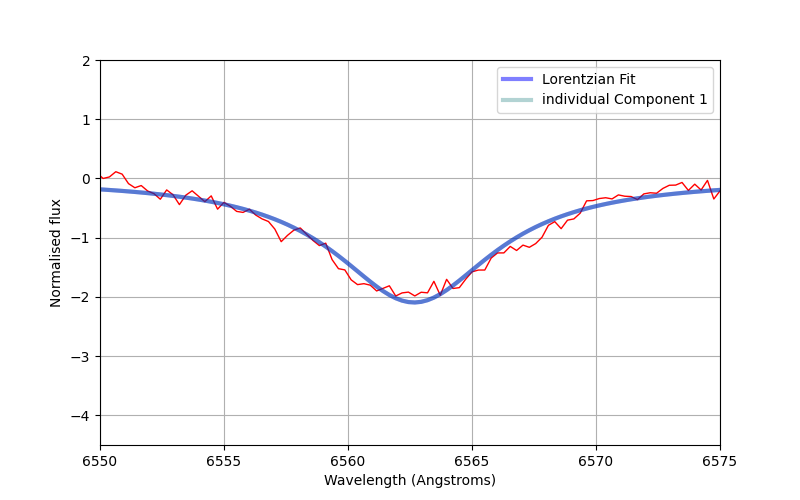 2
1
0
−1
−2
−3
−4
Normalised flux
6550 6555 6560 6565 6570 6575
Wavelength (Angstroms)
Lorentzian Fit
individual Component 1